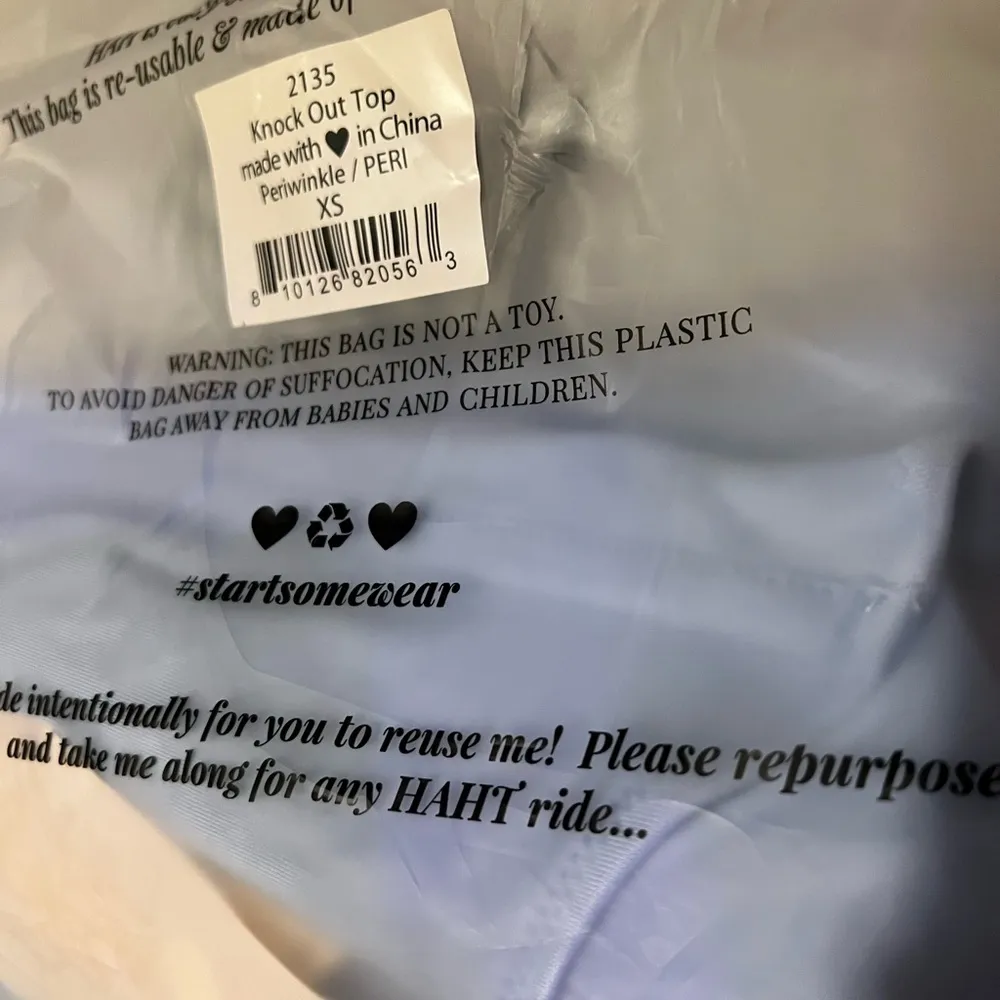 This bag is re-usable & made of
2135
Knock Out Top
made with ♥ in China
Periwinkle / PERI
XS
8 10126 82056 3
WARNING: THIS BAG IS NOT A TOY.
TO AVOID DANGER OF SUFFOCATION, KEEP THIS PLASTIC
BAG AWAY FROM BABIES AND CHILDREN.
#startsomewear
de intentionally for you to reuse me! Please repurpose
and take me along for any HAHT ride...